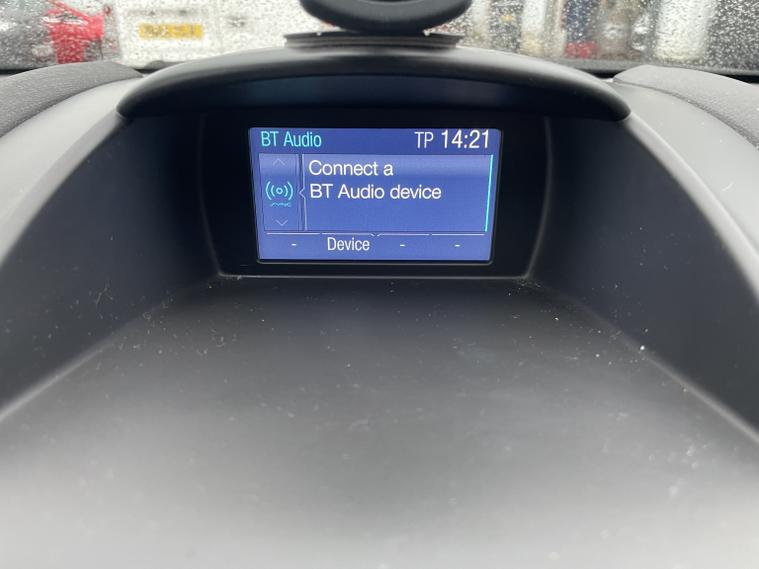 BT Audio TP 14:21
Connect a
BT Audio device
- Device - -